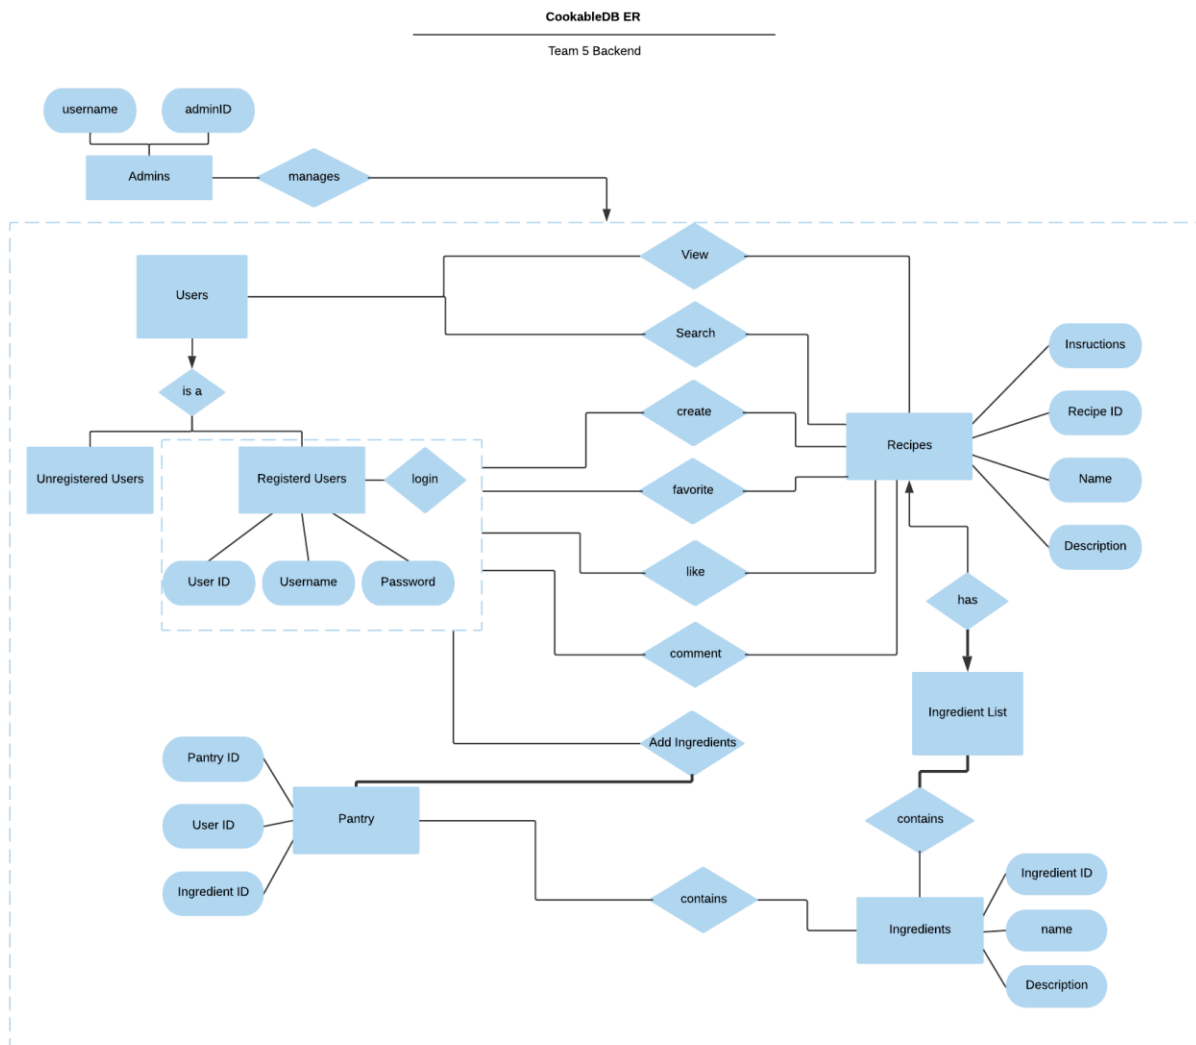 CookableDB ER
Team 5 Backend
username
adminID
Admins
manages
View
Users
Search
Insructions
is a
create
Recipe ID
Recipes
Unregistered Users
Registerd Users
login
favorite
Name
Description
User ID
Username
Password
like
has
comment
Ingredient List
Add Ingredients
Pantry ID
User ID
Pantry
contains
Ingredient ID
contains
Ingredient ID
Ingredients
name
Description